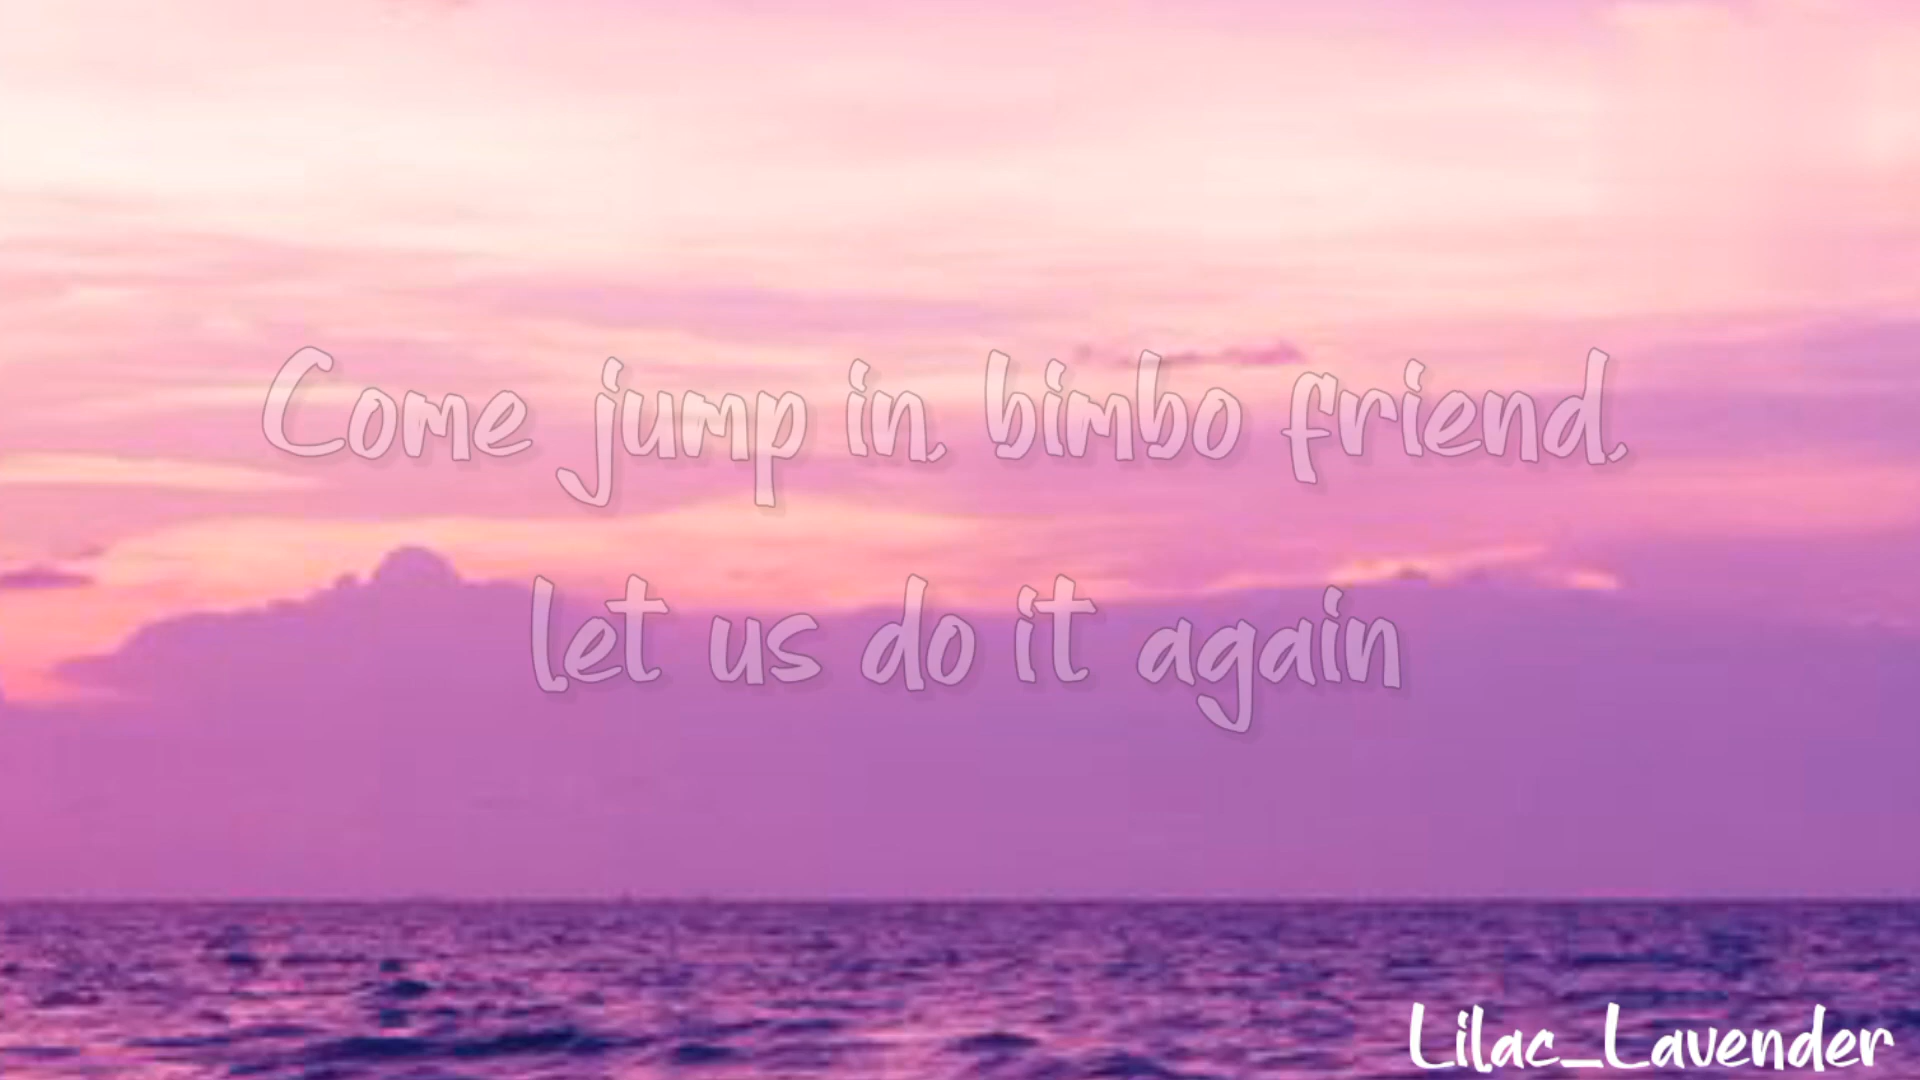 Come jump in, bimbo friend,
let us do it again
Lilac_Lavender